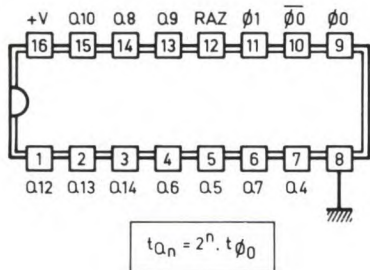 +V Q10 Q8 Q9 RAZ ø1 ø̅0̅ ø0
16 15 14 13 12 11 10 9
1 2 3 4 5 6 7 8
Q12 Q13 Q14 Q6 Q5 Q7 Q4
tQn = 2ⁿ. tø0